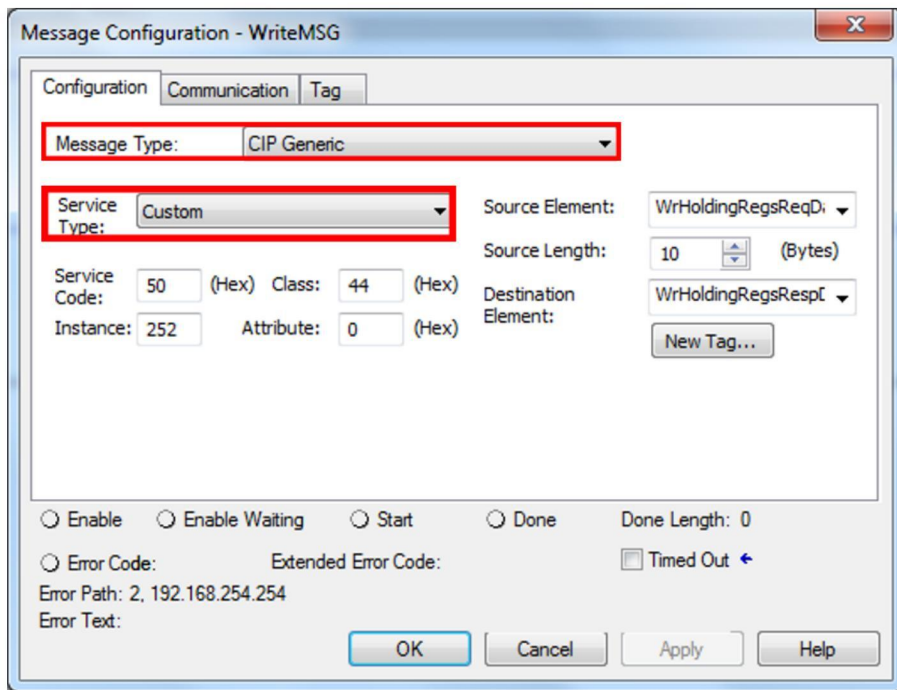 Message Configuration - WriteMSG
Configuration Communication Tag
Message Type: CIP Generic
Service Type: Custom
Source Element: WrHoldingRegsReqDa
Source Length: 10 (Bytes)
Service Code: 50 (Hex) Class: 44 (Hex)
Destination Element: WrHoldingRegsRespD
Instance: 252 Attribute: 0 (Hex)
New Tag...
Enable Enable Waiting Start Done Done Length: 0
Error Code: Extended Error Code: Timed Out
Error Path: 2, 192.168.254.254
Error Text:
OK Cancel Apply Help